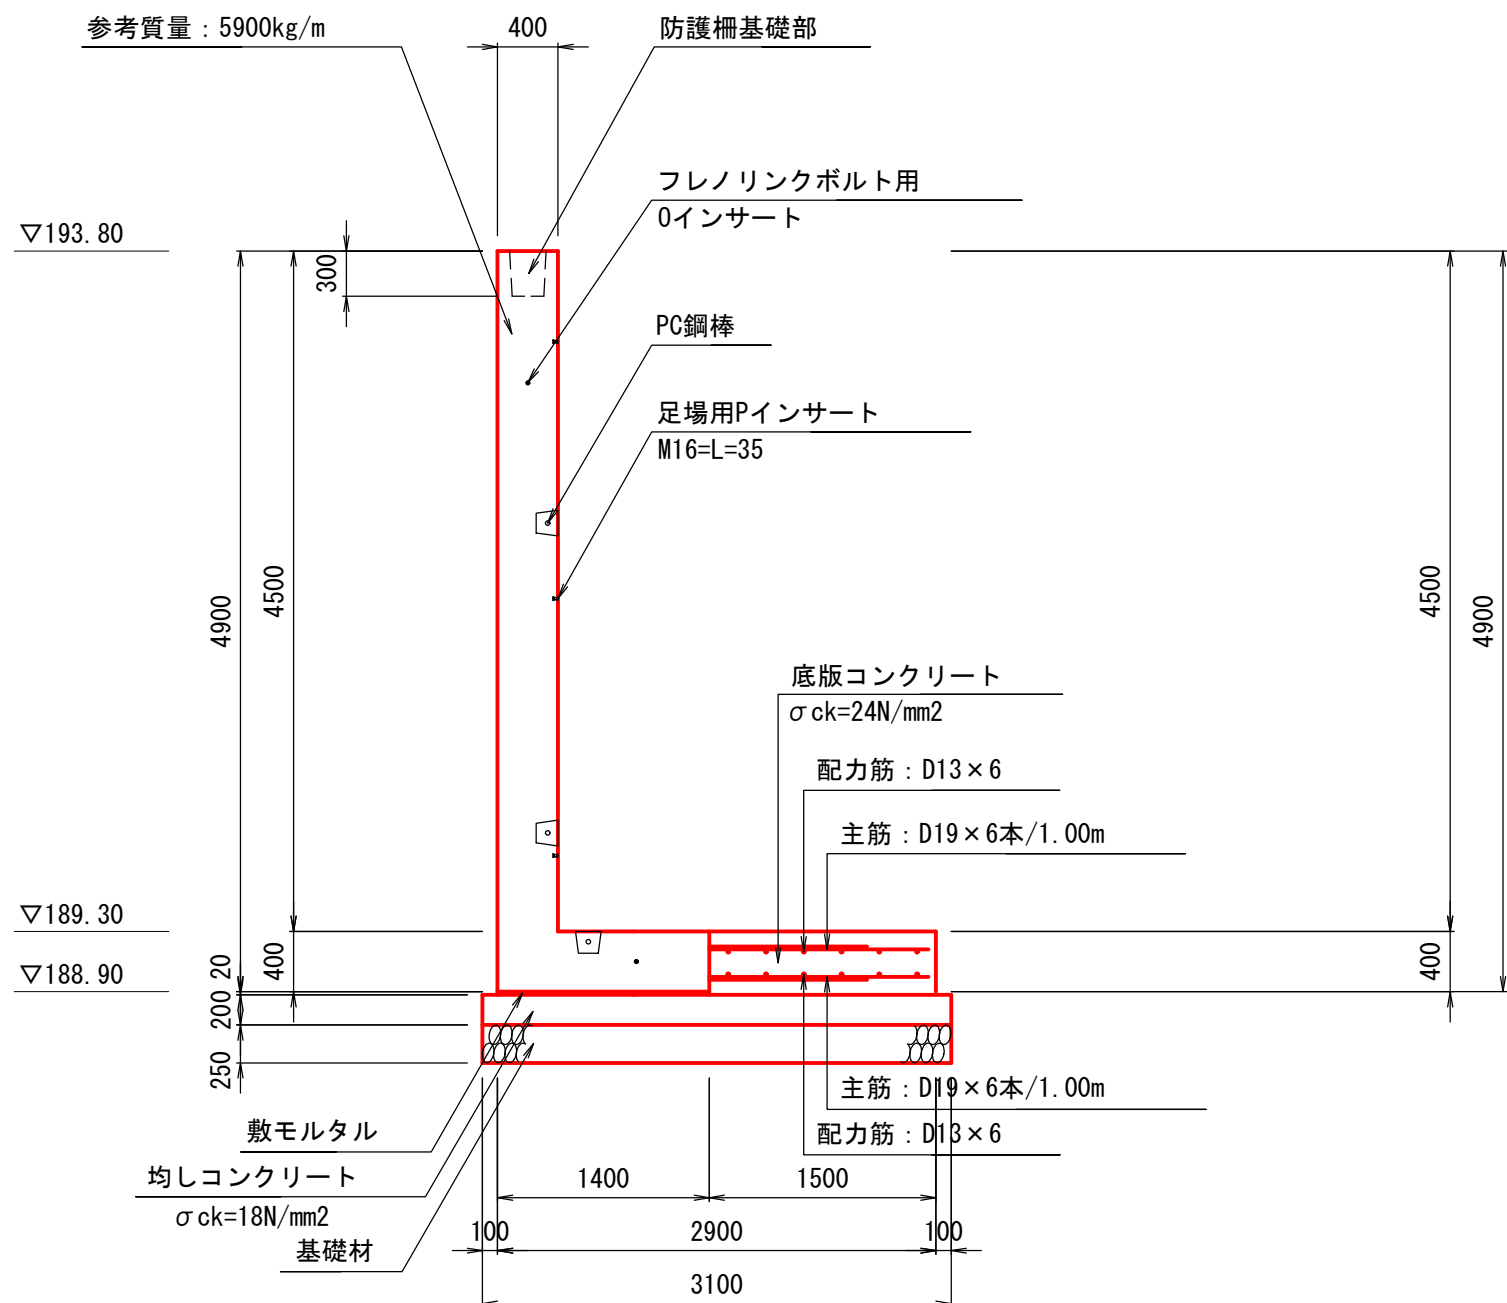 参考質量：5900kg/m
400
防護柵基礎部
フレノリンクボルト用
Oインサート
▽193.80
300
PC鋼棒
足場用Pインサート
M16=L=35
4900
4500
4500
4900
底版コンクリート
σck=24N/mm2
配力筋：D13×6
主筋：D19×6本/1.00m
▽189.30
400
400
▽188.90
20
200
250
主筋：D19×6本/1.00m
配力筋：D13×6
敷モルタル
均しコンクリート
σck=18N/mm2
基礎材
1400
1500
100
2900
100
3100